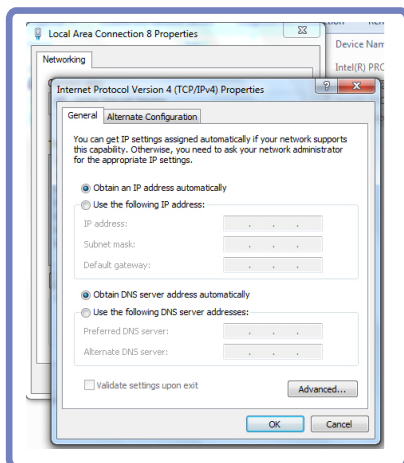 Local Area Connection 8 Properties
Device Nam
Networking
Intel(R) PRO
Internet Protocol Version 4 (TCP/IPv4) Properties
General
Alternate Configuration
You can get IP settings assigned automatically if your network supports
this capability. Otherwise, you need to ask your network administrator
for the appropriate IP settings.
Obtain an IP address automatically
Use the following IP address:
IP address:
Subnet mask:
Default gateway:
Obtain DNS server address automatically
Use the following DNS server addresses:
Preferred DNS server:
Alternate DNS server:
Validate settings upon exit
Advanced...
OK
Cancel